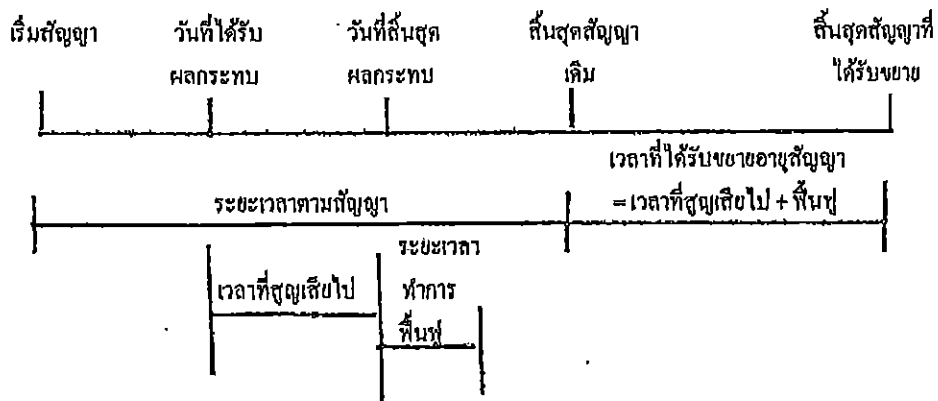 เริ่มสัญญา วันที่ได้รับ วันที่สิ้นสุด สิ้นสุดสัญญา สิ้นสุดสัญญาที่
ผลกระทบ ผลกระทบ เดิม ได้รับขยาย
เวลาที่ได้รับขยายอายุสัญญา
ระยะเวลาตามสัญญา =เวลาที่สูญเสียไป + ฟื้นฟู
ระยะเวลา
เวลาที่สูญเสียไป ทำการ
ฟื้นฟู